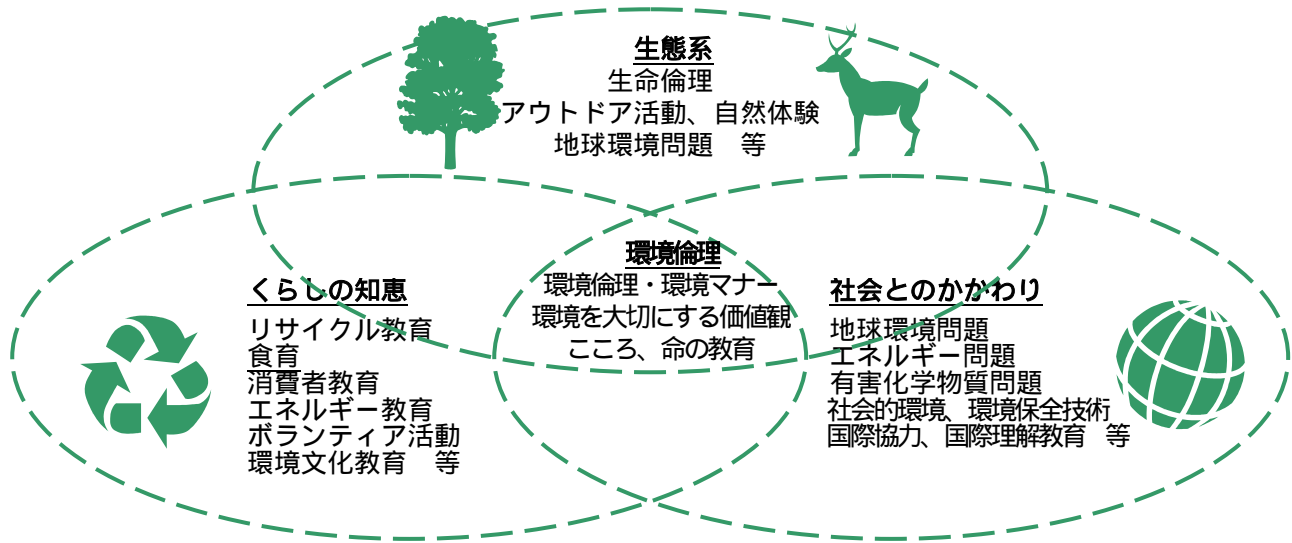 生態系
生命倫理
アウトドア活動、自然体験
地球環境問題　等
環境倫理
環境倫理・環境マナー
環境を大切にする価値観
こころ、命の教育
くらしの知恵
リサイクル教育
食育
消費者教育
エネルギー教育
ボランティア活動
環境文化教育　等
社会とのかかわり
地球環境問題
エネルギー問題
有害化学物質問題
社会的環境、環境保全技術
国際協力、国際理解教育　等